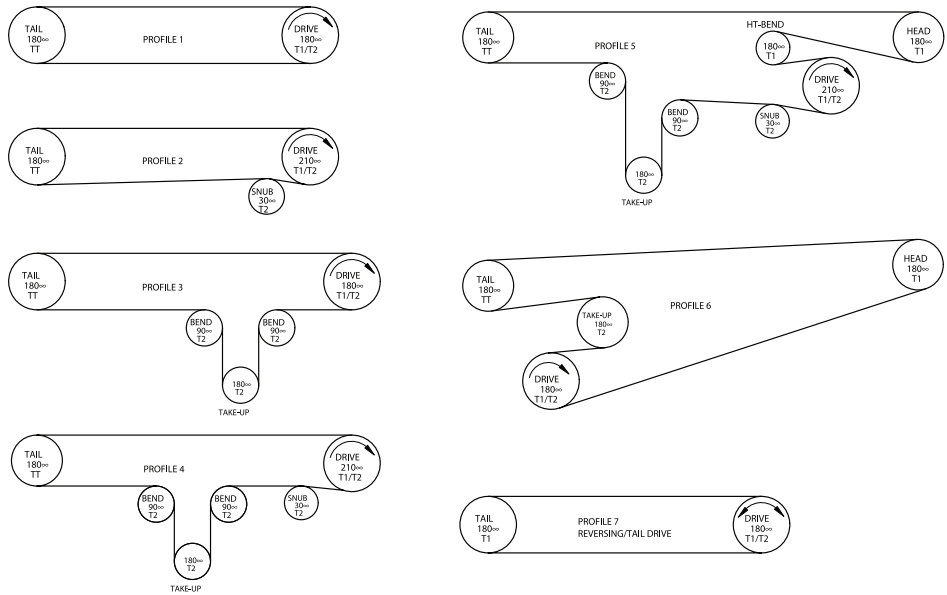 TAIL
180∞
TT
PROFILE 1
DRIVE
180∞
T1/T2
TAIL
180∞
TT
PROFILE 2
DRIVE
210∞
T1/T2
SNUB
30∞
T2
TAIL
180∞
TT
PROFILE 3
DRIVE
180∞
T1/T2
BEND
90∞
T2
BEND
90∞
T2
180∞
T2
TAKE-UP
TAIL
180∞
TT
PROFILE 4
DRIVE
210∞
T1/T2
BEND
90∞
T2
BEND
90∞
T2
SNUB
30∞
T2
180∞
T2
TAKE-UP
TAIL
180∞
TT
PROFILE 5
HT-BEND
180∞
T1
HEAD
180∞
T1
BEND
90∞
T2
DRIVE
210∞
T1/T2
BEND
90∞
T2
SNUB
30∞
T2
180∞
T2
TAKE-UP
TAIL
180∞
TT
HEAD
180∞
T1
PROFILE 6
TAKE-UP
180∞
T2
DRIVE
180∞
T1/T2
TAIL
180∞
T1
PROFILE 7
REVERSING/TAIL DRIVE
DRIVE
180∞
T1/T2